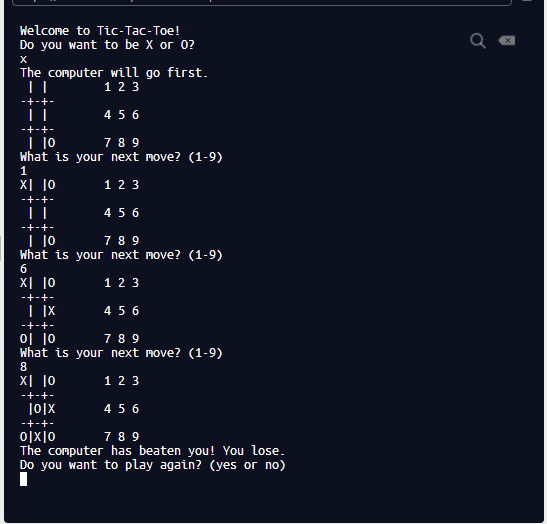 Welcome to Tic-Tac-Toe!
Do you want to be X or O?
x
The computer will go first.
 | |        1 2 3
-+-+-
 | |        4 5 6
-+-+-
 | |O       7 8 9
What is your next move? (1-9)
1
X| |O       1 2 3
-+-+-
 | |        4 5 6
-+-+-
 | |O       7 8 9
What is your next move? (1-9)
6
X| |O       1 2 3
-+-+-
 | |X       4 5 6
-+-+-
O| |O       7 8 9
What is your next move? (1-9)
8
X| |O       1 2 3
-+-+-
 |O|X       4 5 6
-+-+-
O|X|O       7 8 9
The computer has beaten you! You lose.
Do you want to play again? (yes or no)